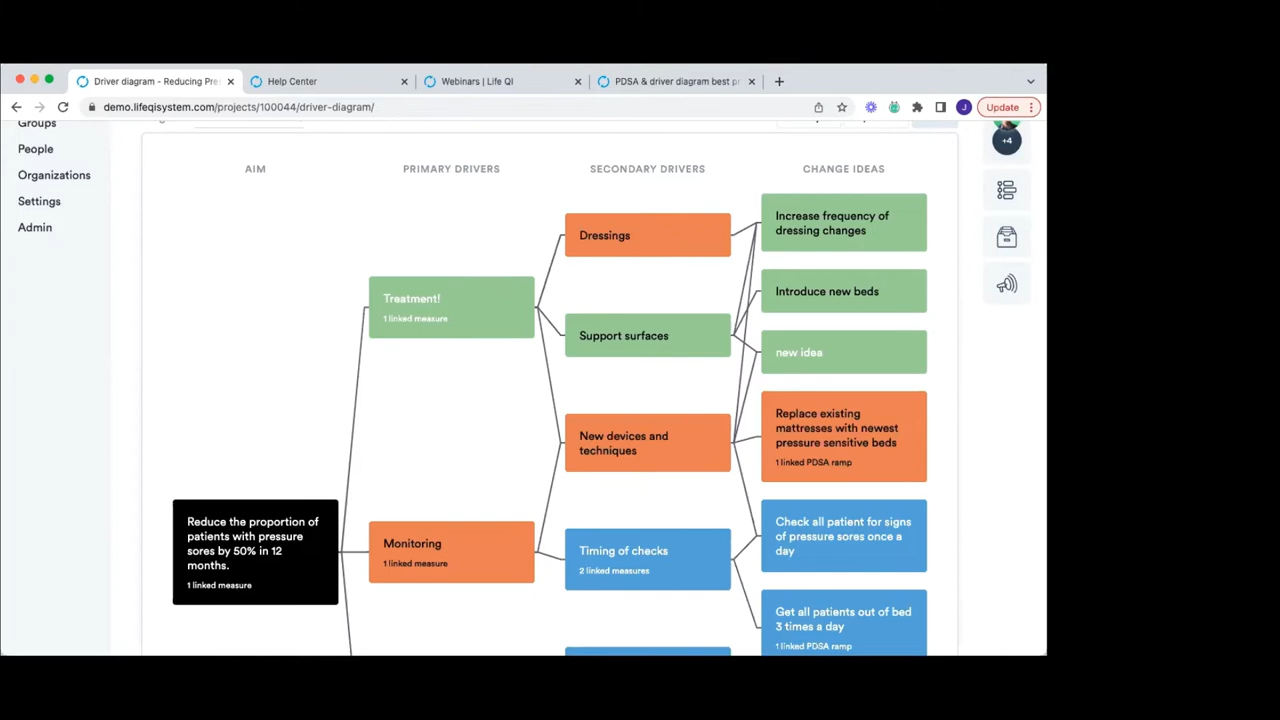 Driver diagram - Reducing Pre
Help Center
Webinars | Life QI
PDSA & driver diagram best pr
demo.lifeqisystem.com/projects/100044/driver-diagram/
J
Update
Groups
People
Organizations
Settings
Admin
+4
AIM
PRIMARY DRIVERS
SECONDARY DRIVERS
CHANGE IDEAS
Reduce the proportion of
patients with pressure
sores by 50% in 12
months.
1 linked measure
Treatment!
1 linked measure
Monitoring
1 linked measure
Dressings
Support surfaces
New devices and
techniques
Timing of checks
2 linked measures
Increase frequency of
dressing changes
Introduce new beds
new idea
Replace existing
mattresses with newest
pressure sensitive beds
1 linked PDSA ramp
Check all patient for signs
of pressure sores once a
day
Get all patients out of bed
3 times a day
1 linked PDSA ramp